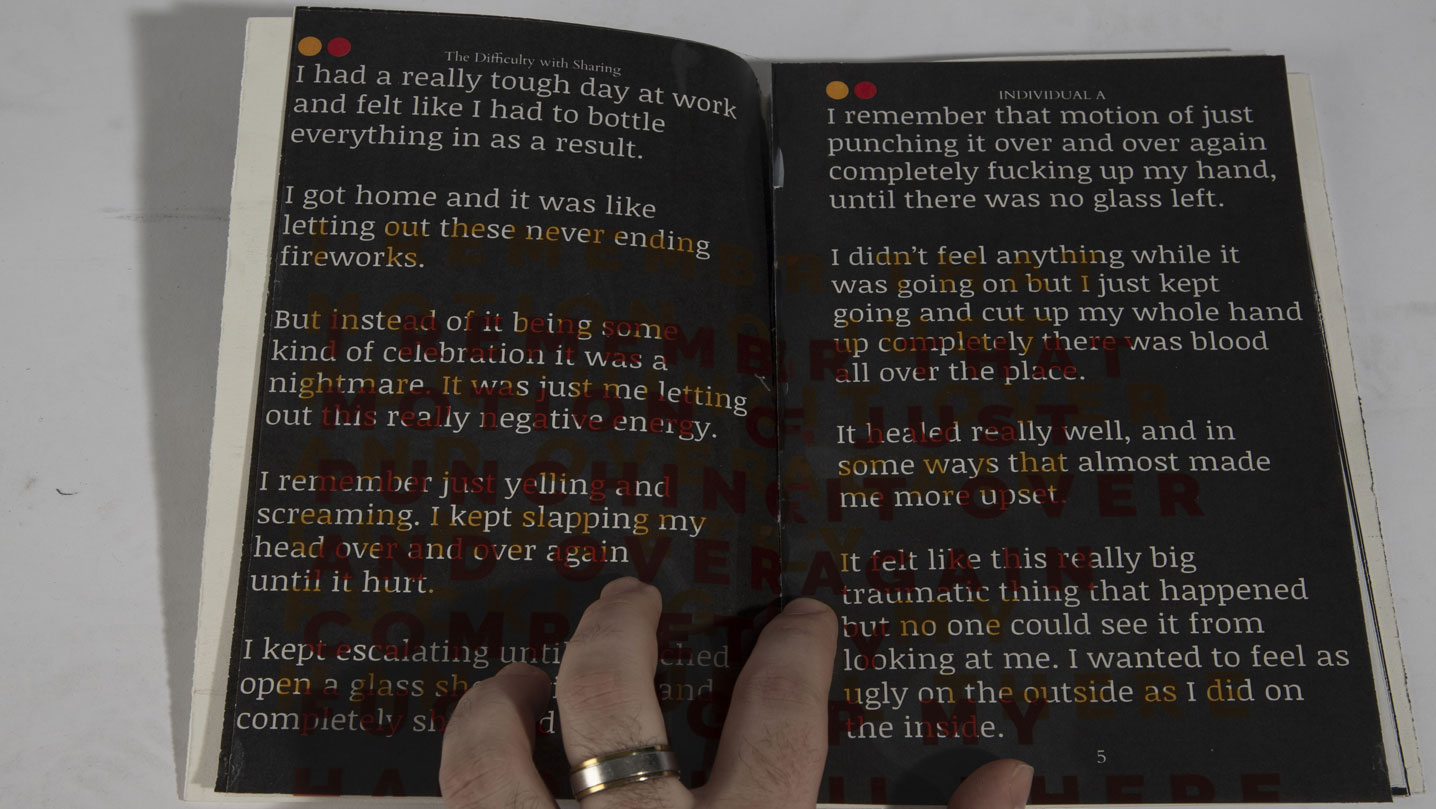 The Difficulty with Sharing
I had a really tough day at work
and felt like I had to bottle
everything in as a result.
I got home and it was like
letting out these never ending
fireworks.
But instead of it being some
kind of celebration it was a
nightmare. It was just me letting
out this really negative energy.
I remember just yelling and
screaming. I kept slapping my
head over and over again
until it hurt.
I kept escalating
open a glass
completely
INDIVIDUAL A
I remember that motion of just
punching it over and over again
completely fucking up my hand,
until there was no glass left.
I didn't feel anything while it
was going on but I just kept
going and cut up my whole hand
up completely there was blood
all over the place.
It healed really well, and in
some ways that almost made
me more upset.
It felt like this really big
traumatic thing that happened
but no one could see it from
looking at me. I wanted to feel as
ugly on the outside as I did on
the inside.
5